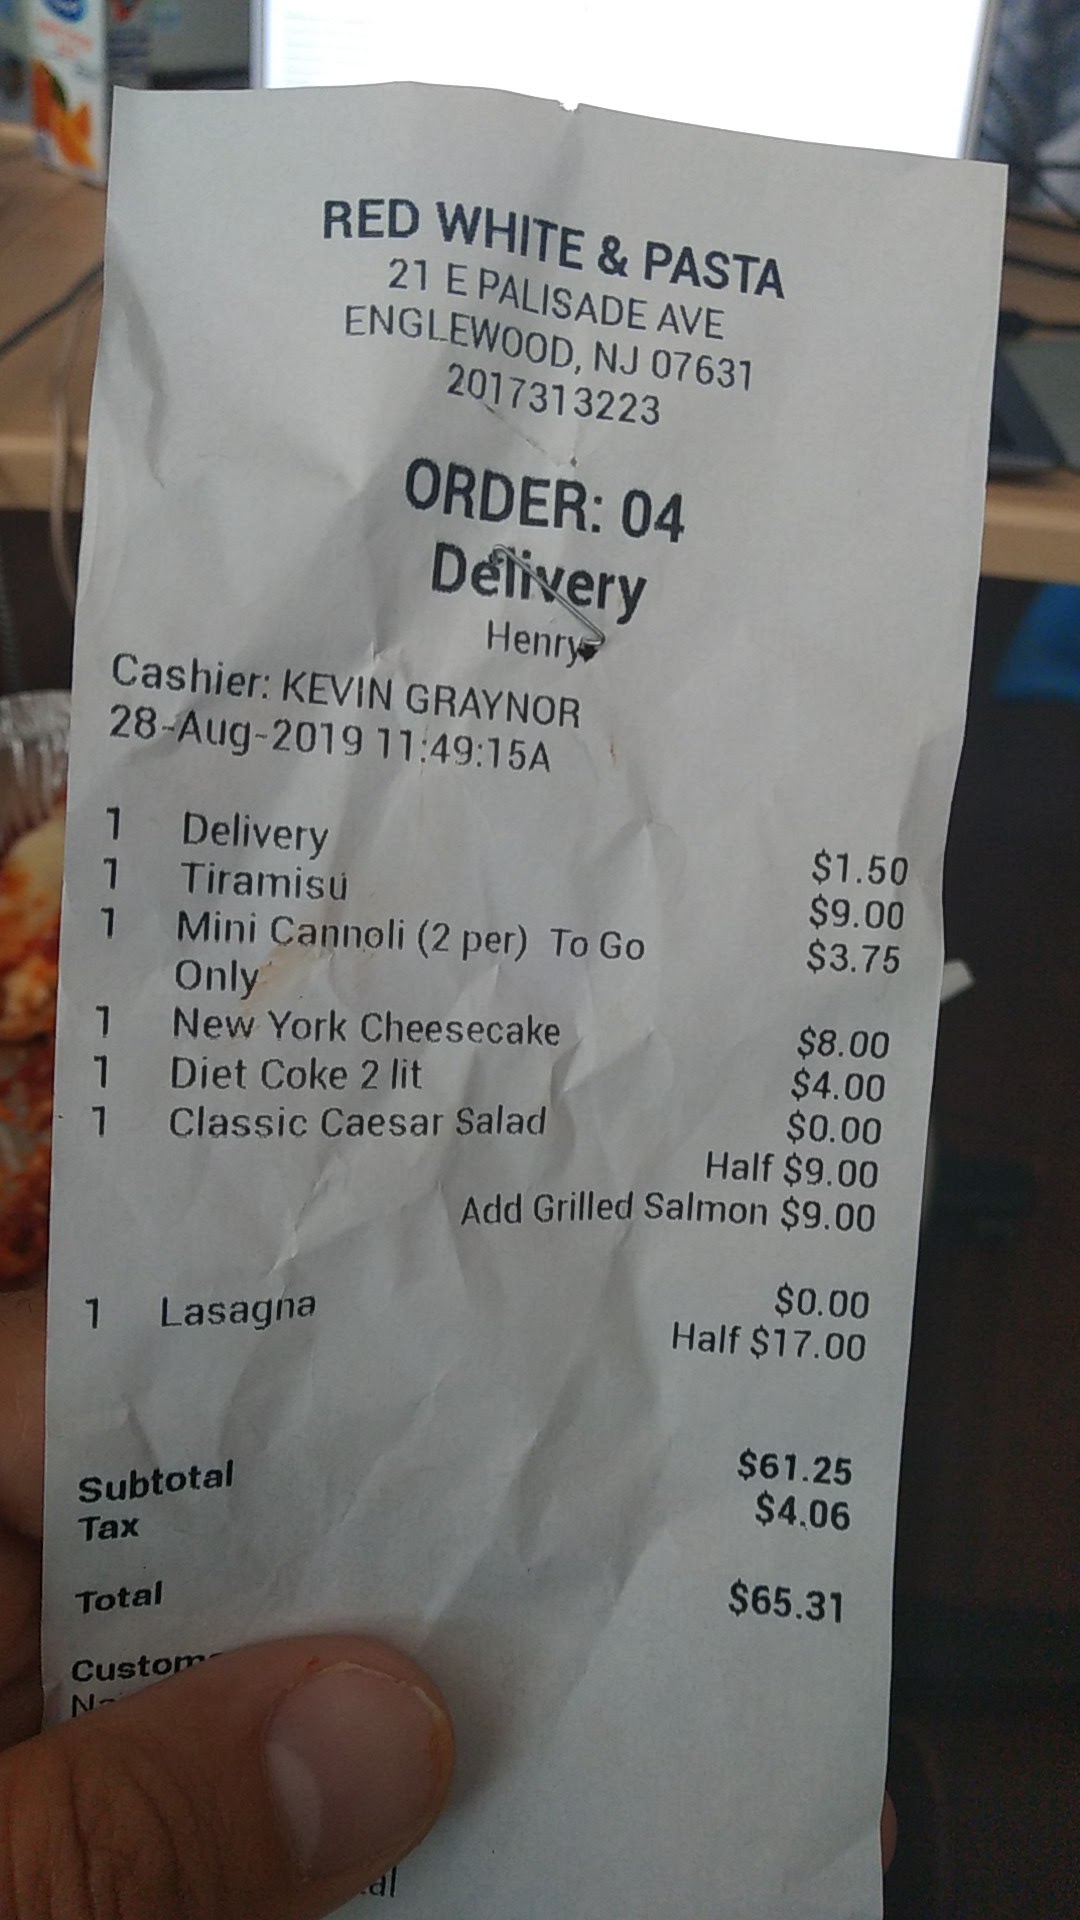 RED WHITE & PASTA
21 E PALISADE AVE
ENGLEWOOD, NJ 07631
2017313223
ORDER: 04
Delivery
Henry
Cashier: KEVIN GRAYNOR
28-Aug-2019 11:49:15A
1 Delivery $1.50
1 Tiramisu $9.00
1 Mini Cannoli (2 per) To Go $3.75
Only
1 New York Cheesecake $8.00
1 Diet Coke 2 lit $4.00
1 Classic Caesar Salad $0.00
Half $9.00
Add Grilled Salmon $9.00
1 Lasagna $0.00
Half $17.00
Subtotal $61.25
Tax $4.06
Total $65.31